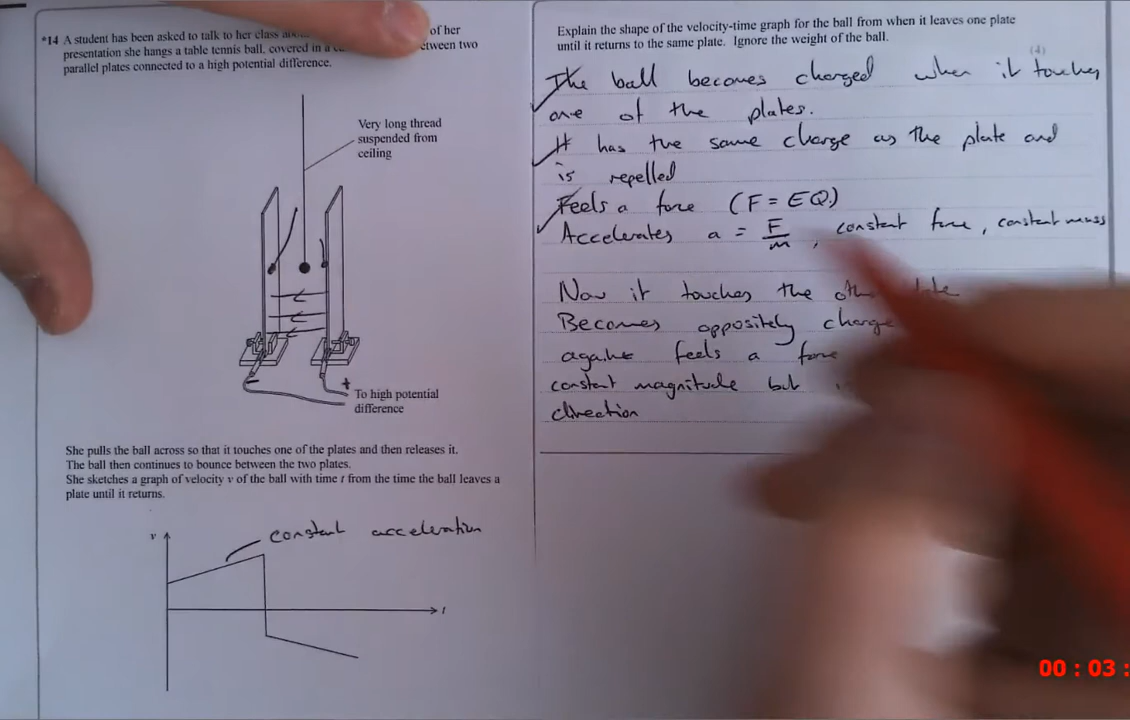 *14 A student has been asked to talk to her class of her
presentation she hangs a table tennis ball, covered in a between two
parallel plates connected to a high potential difference.
Very long thread
suspended from
ceiling
+
To high potential
difference
She pulls the ball across so that it touches one of the plates and then releases it.
The ball then continues to bounce between the two plates.
She sketches a graph of velocity v of the ball with time t from the time the ball leaves a
plate until it returns.
v
constant acceleration
t
Explain the shape of the velocity-time graph for the ball from when it leaves one plate
until it returns to the same plate. Ignore the weight of the ball.
(4)
The ball becomes charged when it touches
one of the plates.
It has the same charge as the plate and
is repelled
Feels a force (F = EQ)
Accelerates a = F/m, constant force, constant mass
Now it touches the
Becomes oppositely
again feels a
constant magnitude but
direction
00 : 03 :